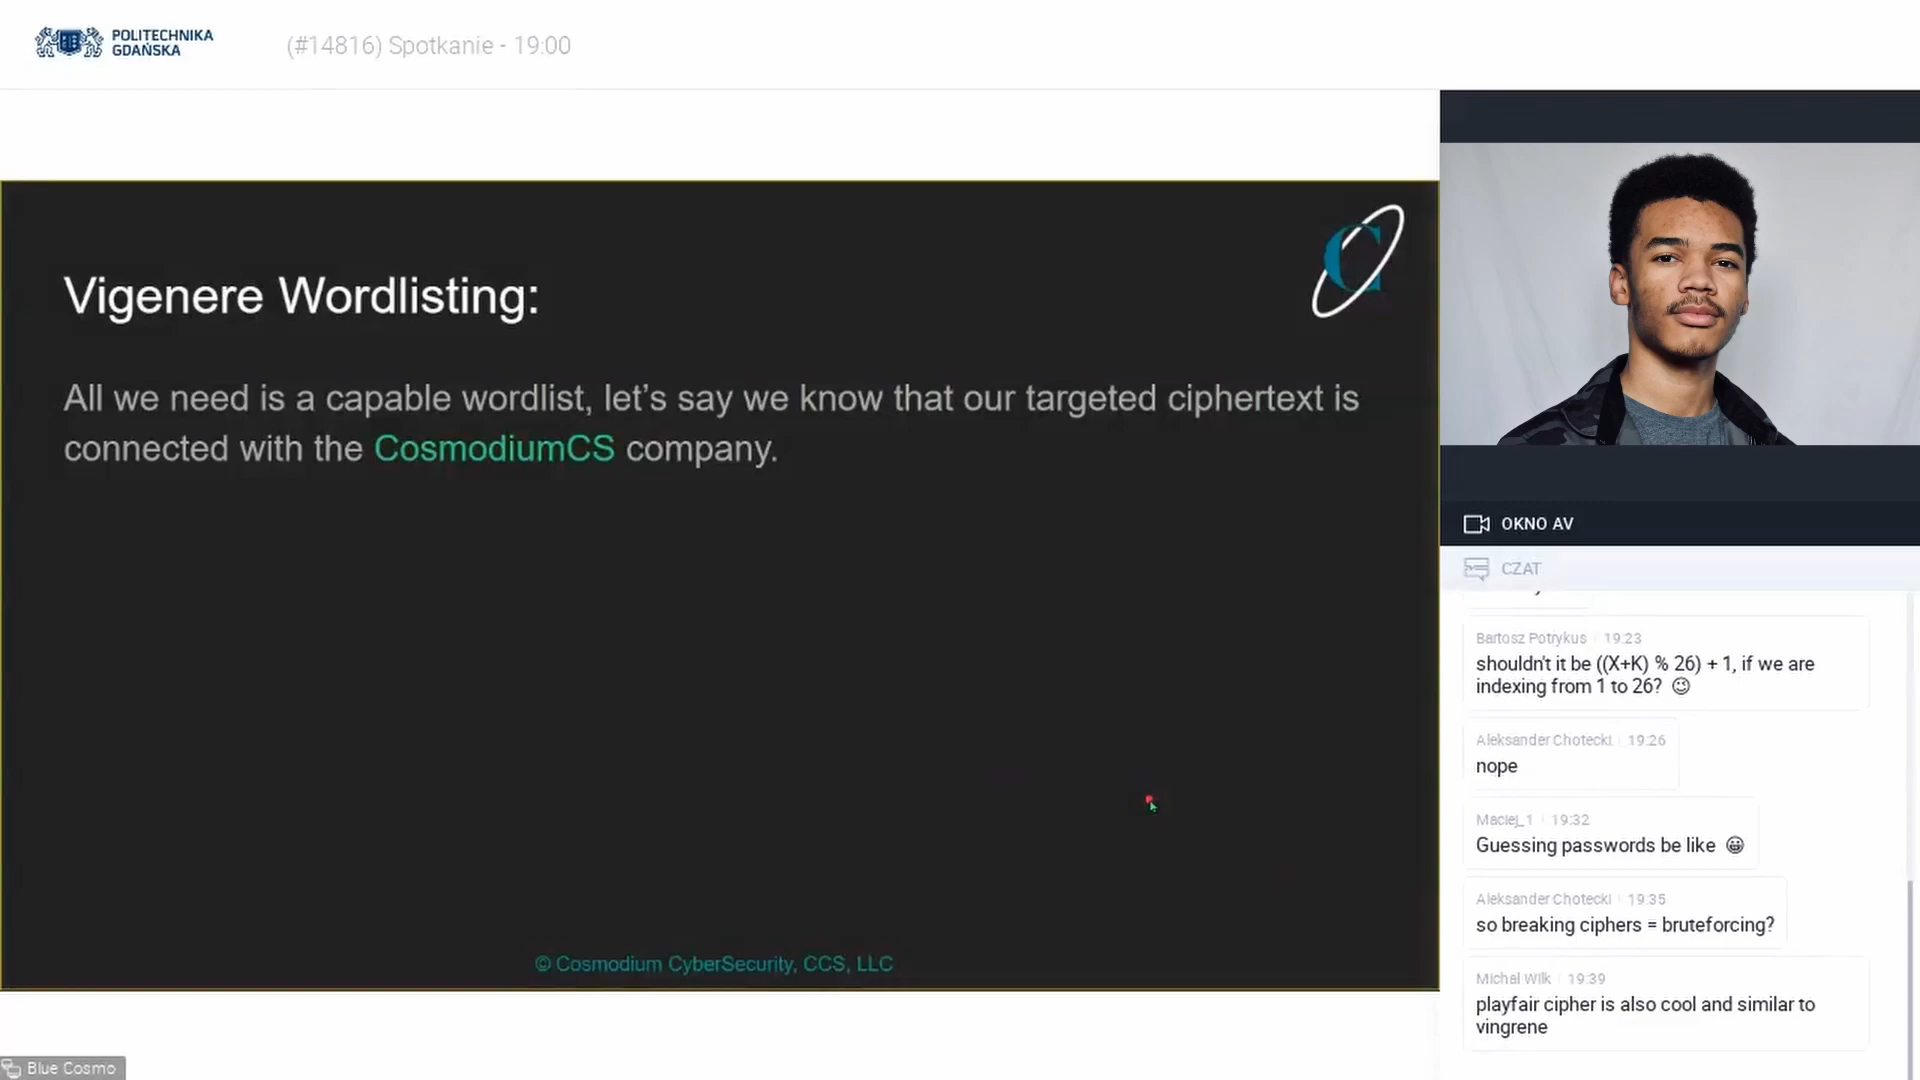 POLITECHNIKA
GDAŃSKA
(#14816) Spotkanie - 19:00
Vigenere Wordlisting:
All we need is a capable wordlist, let's say we know that our targeted ciphertext is
connected with the CosmodiumCS company.
© Cosmodium CyberSecurity, CCS, LLC
Blue Cosmo
OKNO AV
CZAT
Bartosz Potrykus 19:23
shouldn't it be ((X+K) % 26) + 1, if we are
indexing from 1 to 26? 😉
Aleksander Chotecki 19:26
nope
Maciej_1 19:32
Guessing passwords be like 😀
Aleksander Chotecki 19:35
so breaking ciphers = bruteforcing?
Michal Wilk 19:39
playfair cipher is also cool and similar to
vingrene